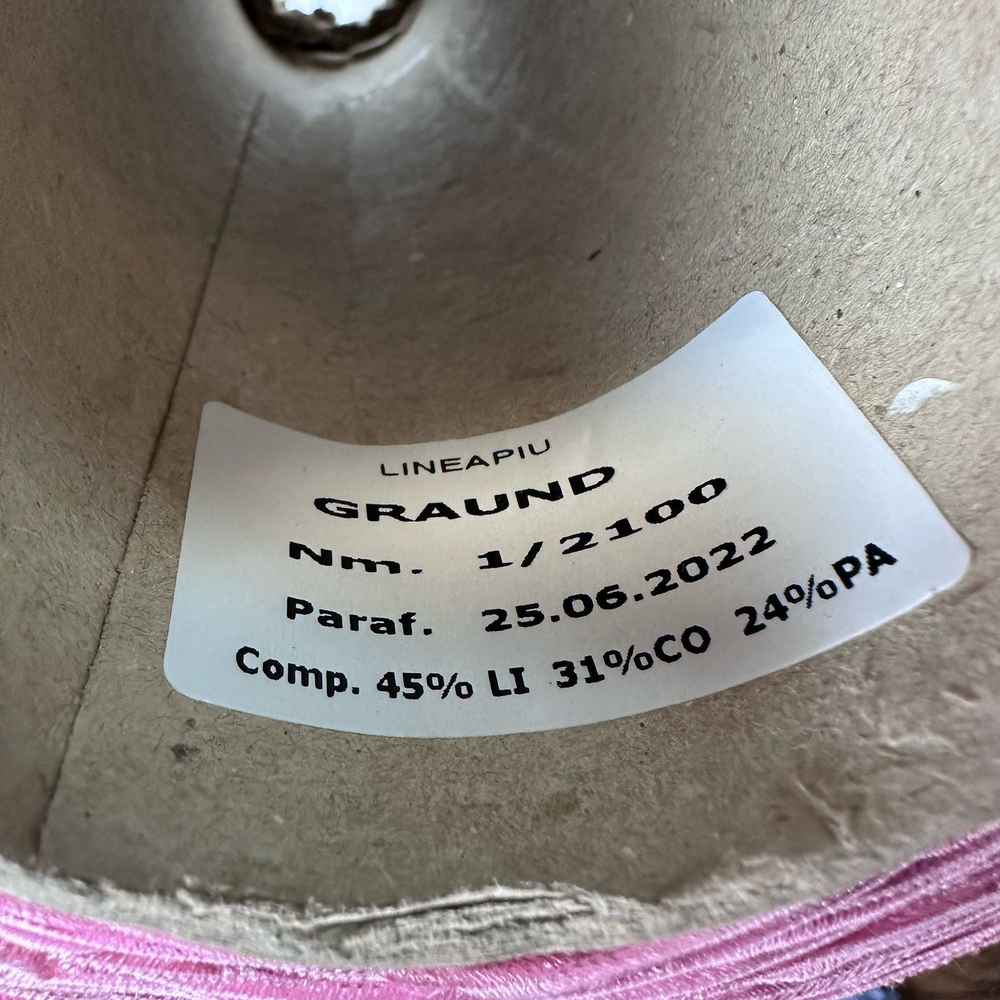 LINEAPIU
GRAUND
Nm. 1/2100
Paraf. 25.06.2022
Comp. 45% LI 31%CO 24%PA